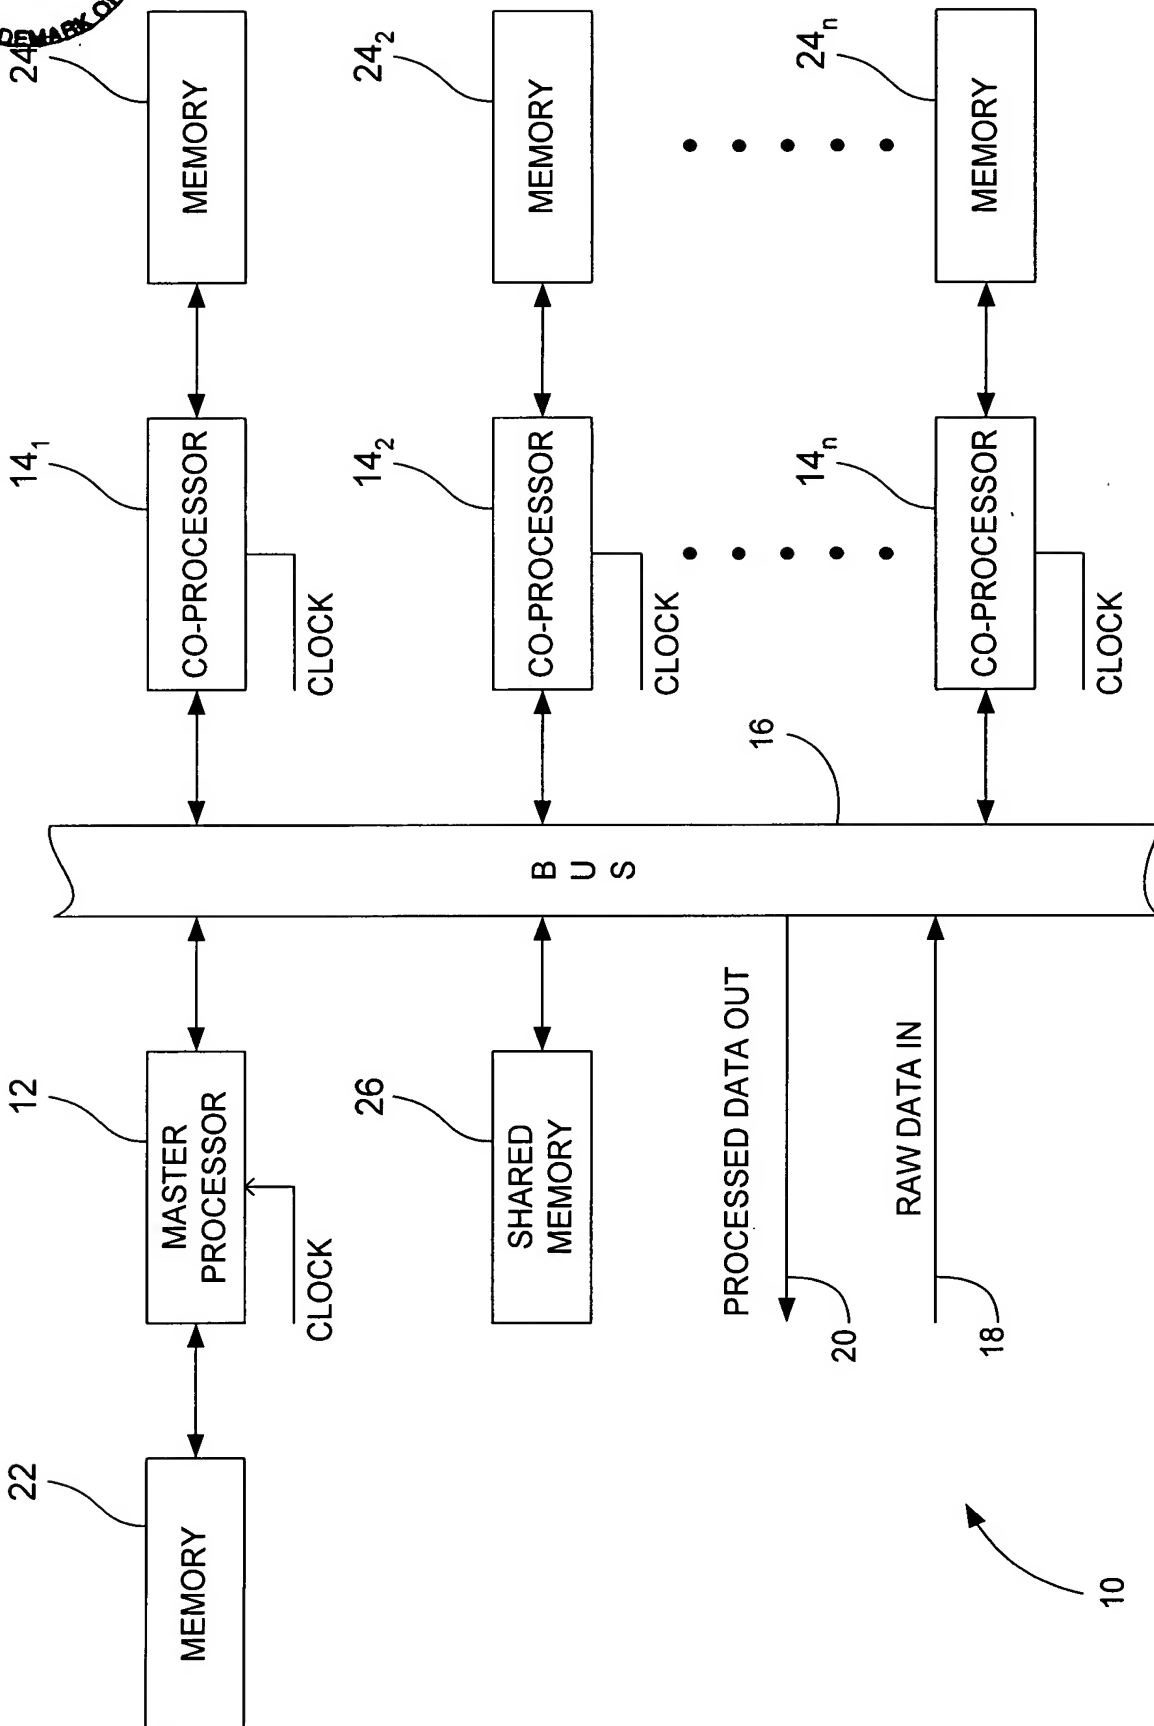 22
MEMORY
12
MASTER
PROCESSOR
CLOCK
26
SHARED
MEMORY
PROCESSED DATA OUT
20
RAW DATA IN
18
10
BUS
16
14₁
CO-PROCESSOR
CLOCK
24
MEMORY
14₂
CO-PROCESSOR
CLOCK
24₂
MEMORY
14ₙ
CO-PROCESSOR
CLOCK
24ₙ
MEMORY